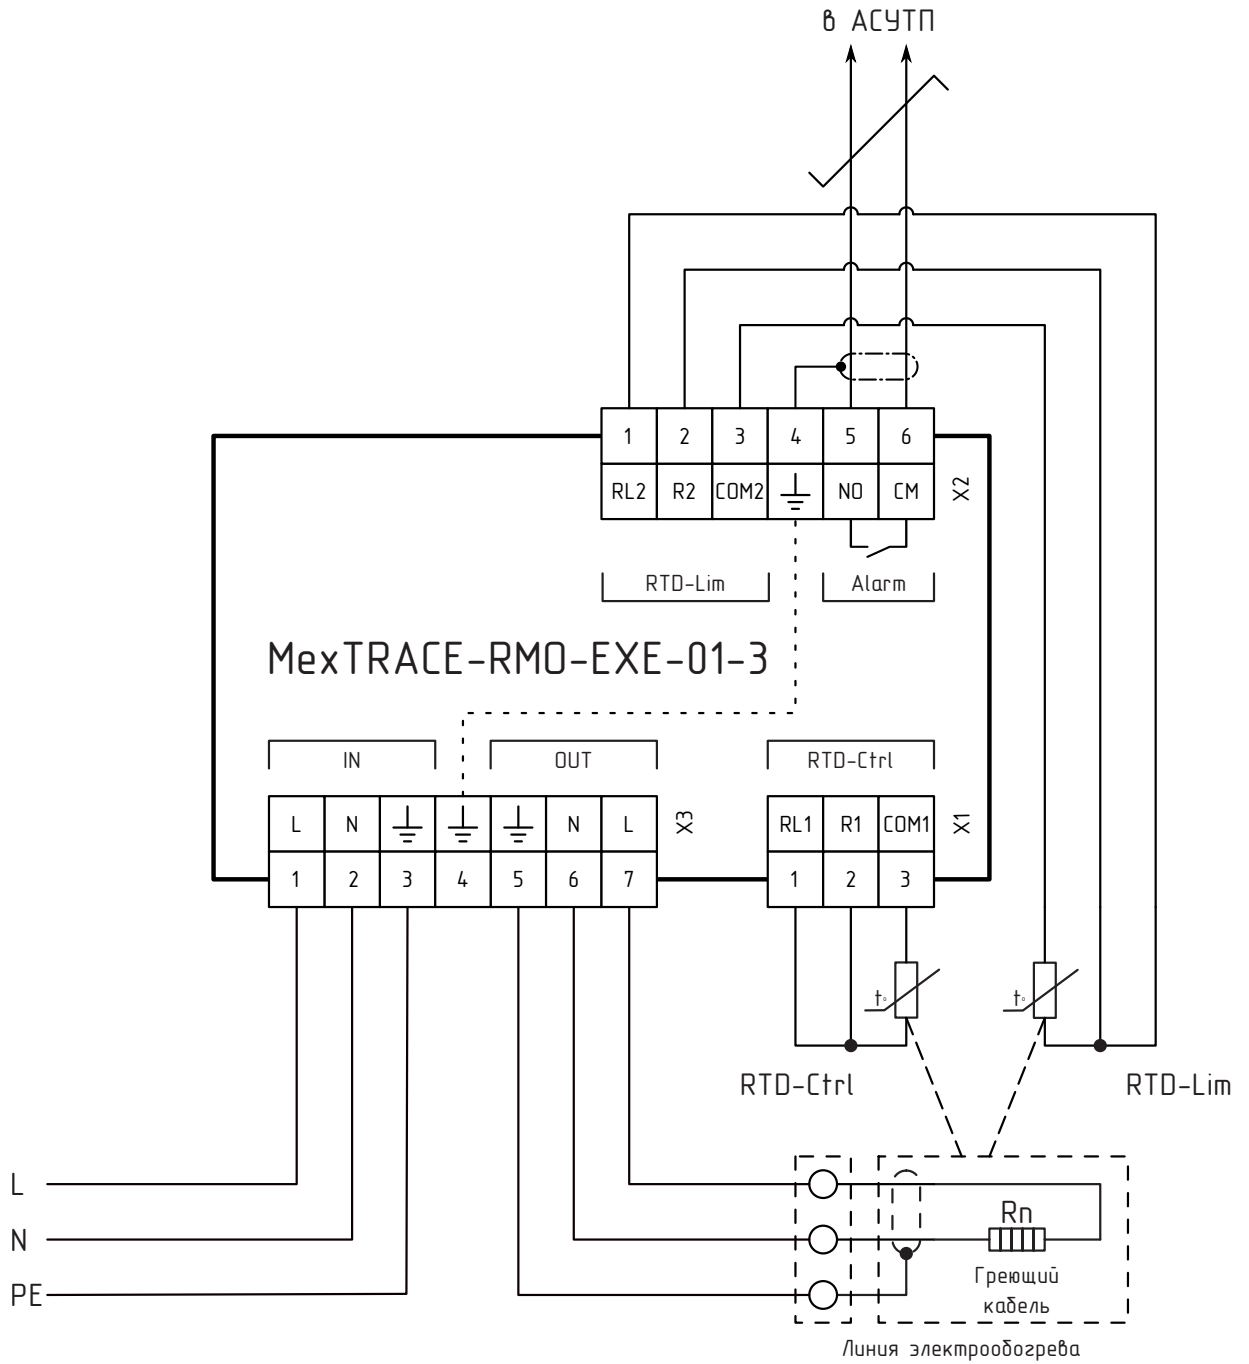 в АСУТП
1 2 3 4 5 6
RL2 R2 COM2 NO CM X2
RTD-Lim Alarm
MexTRACE-RMO-EXE-01-3
IN OUT RTD-Ctrl
L N N L X3 RL1 R1 COM1 X1
1 2 3 4 5 6 7 1 2 3
t° t°
RTD-Ctrl RTD-Lim
L
N
PE
Rn
Греющий
кабель
Линия электрообогрева